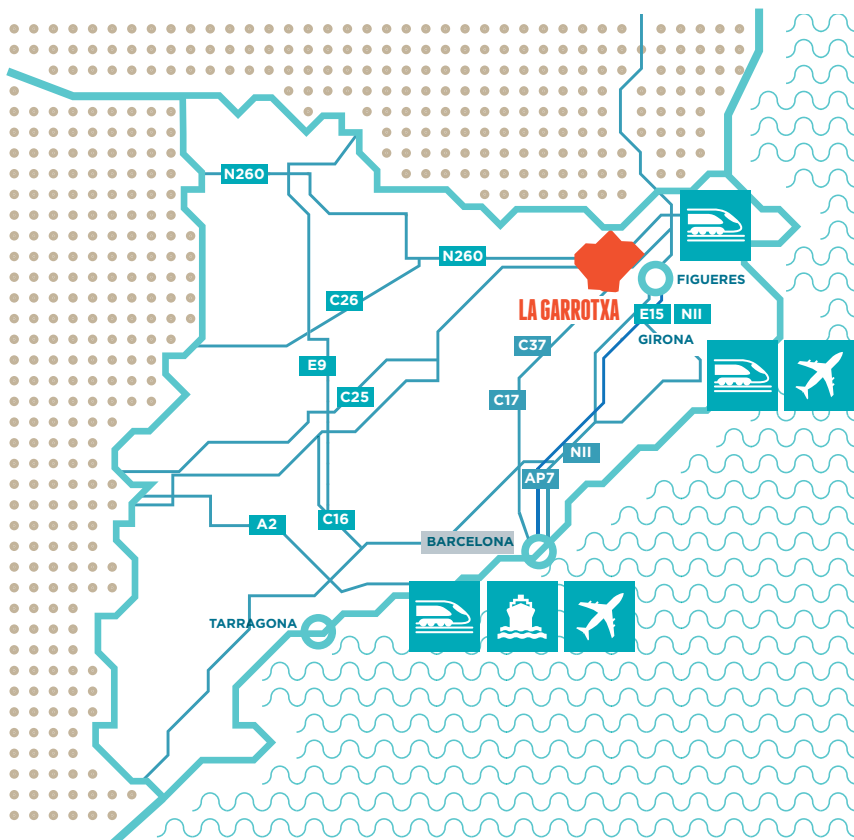 N260
N260
FIGUERES
C26
LA GARROTXA
E15
NII
GIRONA
C37
E9
C25
C17
NII
AP7
C16
A2
BARCELONA
TARRAGONA